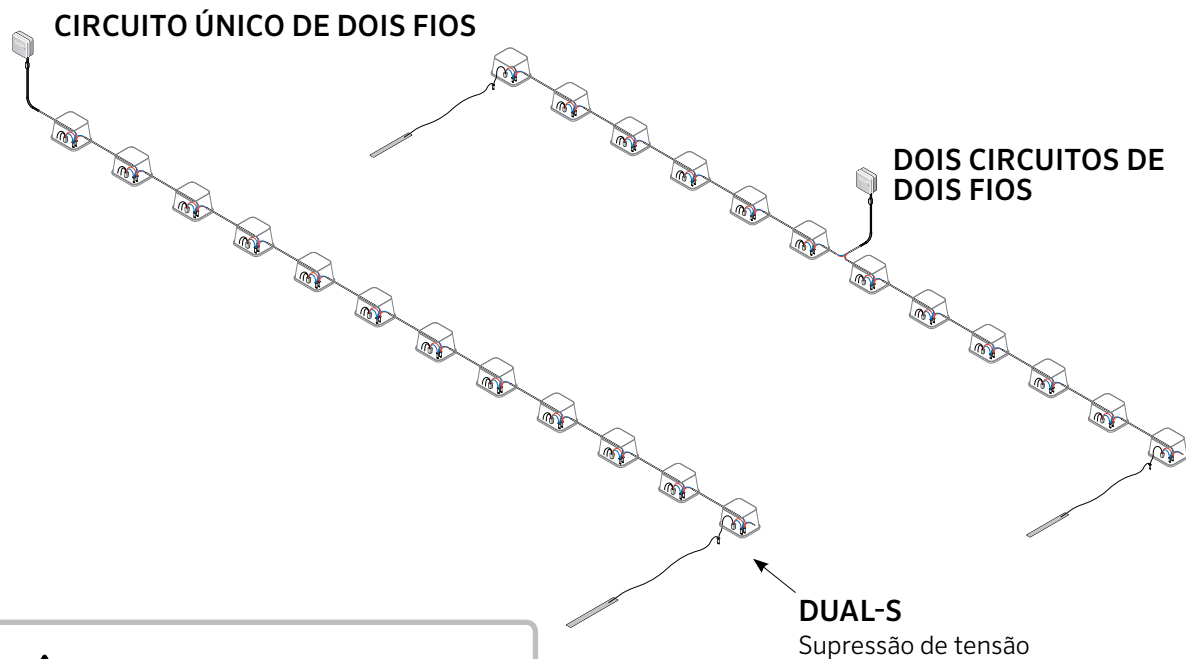 CIRCUITO ÚNICO DE DOIS FIOS
DOIS CIRCUITOS DE
DOIS FIOS
DUAL-S
Supressão de tensão